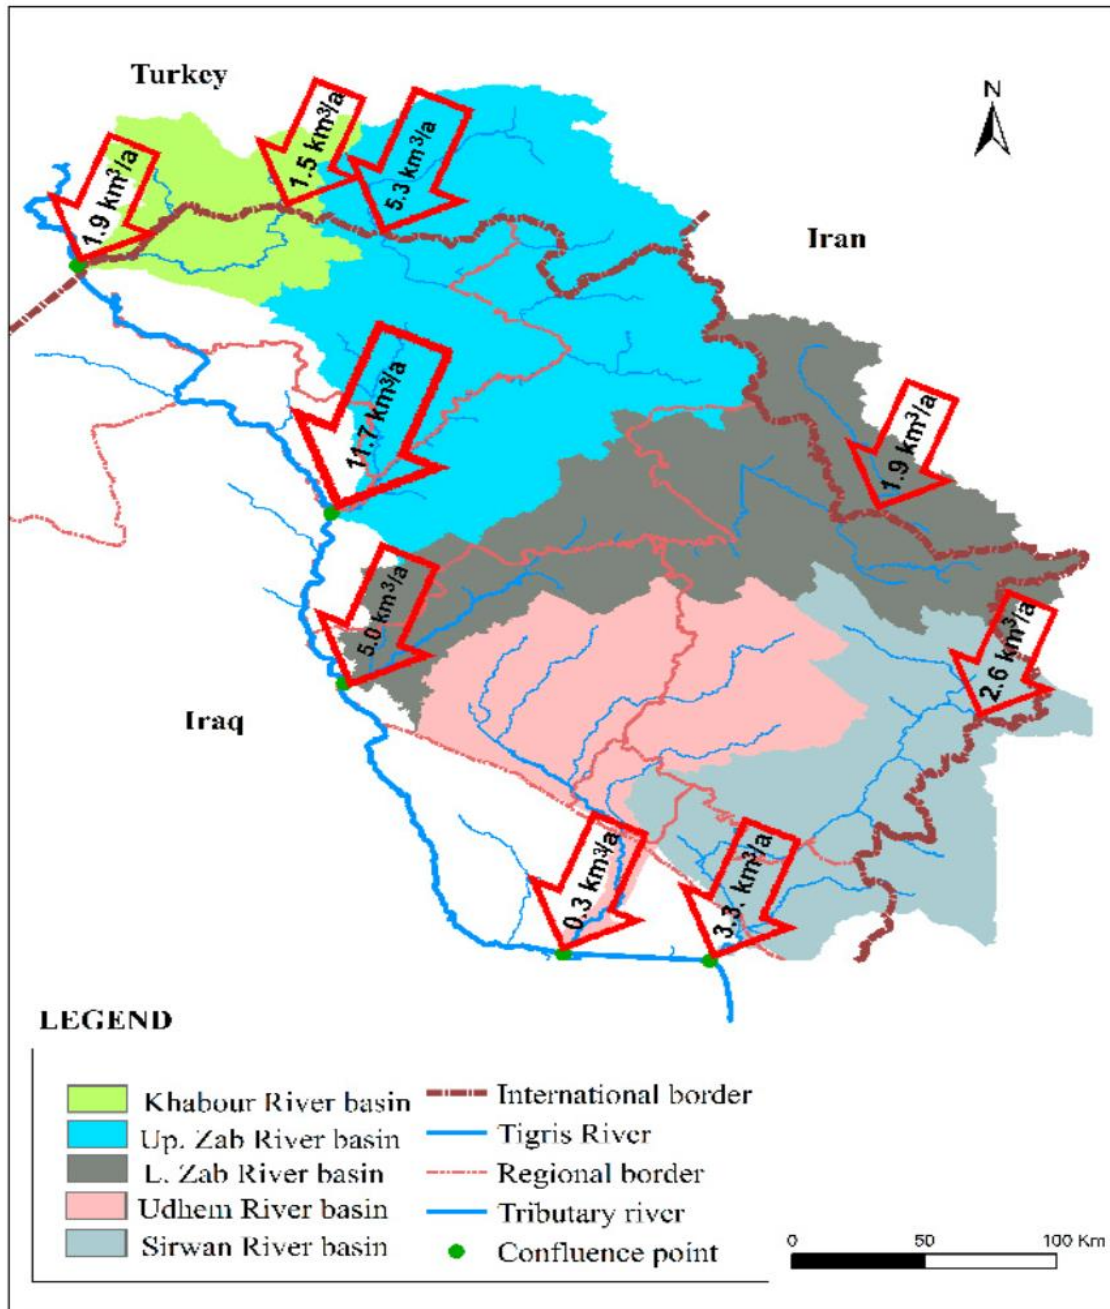 Turkey
N
1.9 km³/a
1.5 km³/a
5.3 km³/a
Iran
11.7 km³/a
1.9 km³/a
5.0 km³/a
2.6 km³/a
Iraq
0.3 km³/a
3.3. km³/a
LEGEND
Khabour River basin
Up. Zab River basin
L. Zab River basin
Udhem River basin
Sirwan River basin
International border
Tigris River
Regional border
Tributary river
Confluence point
0 50 100 Km